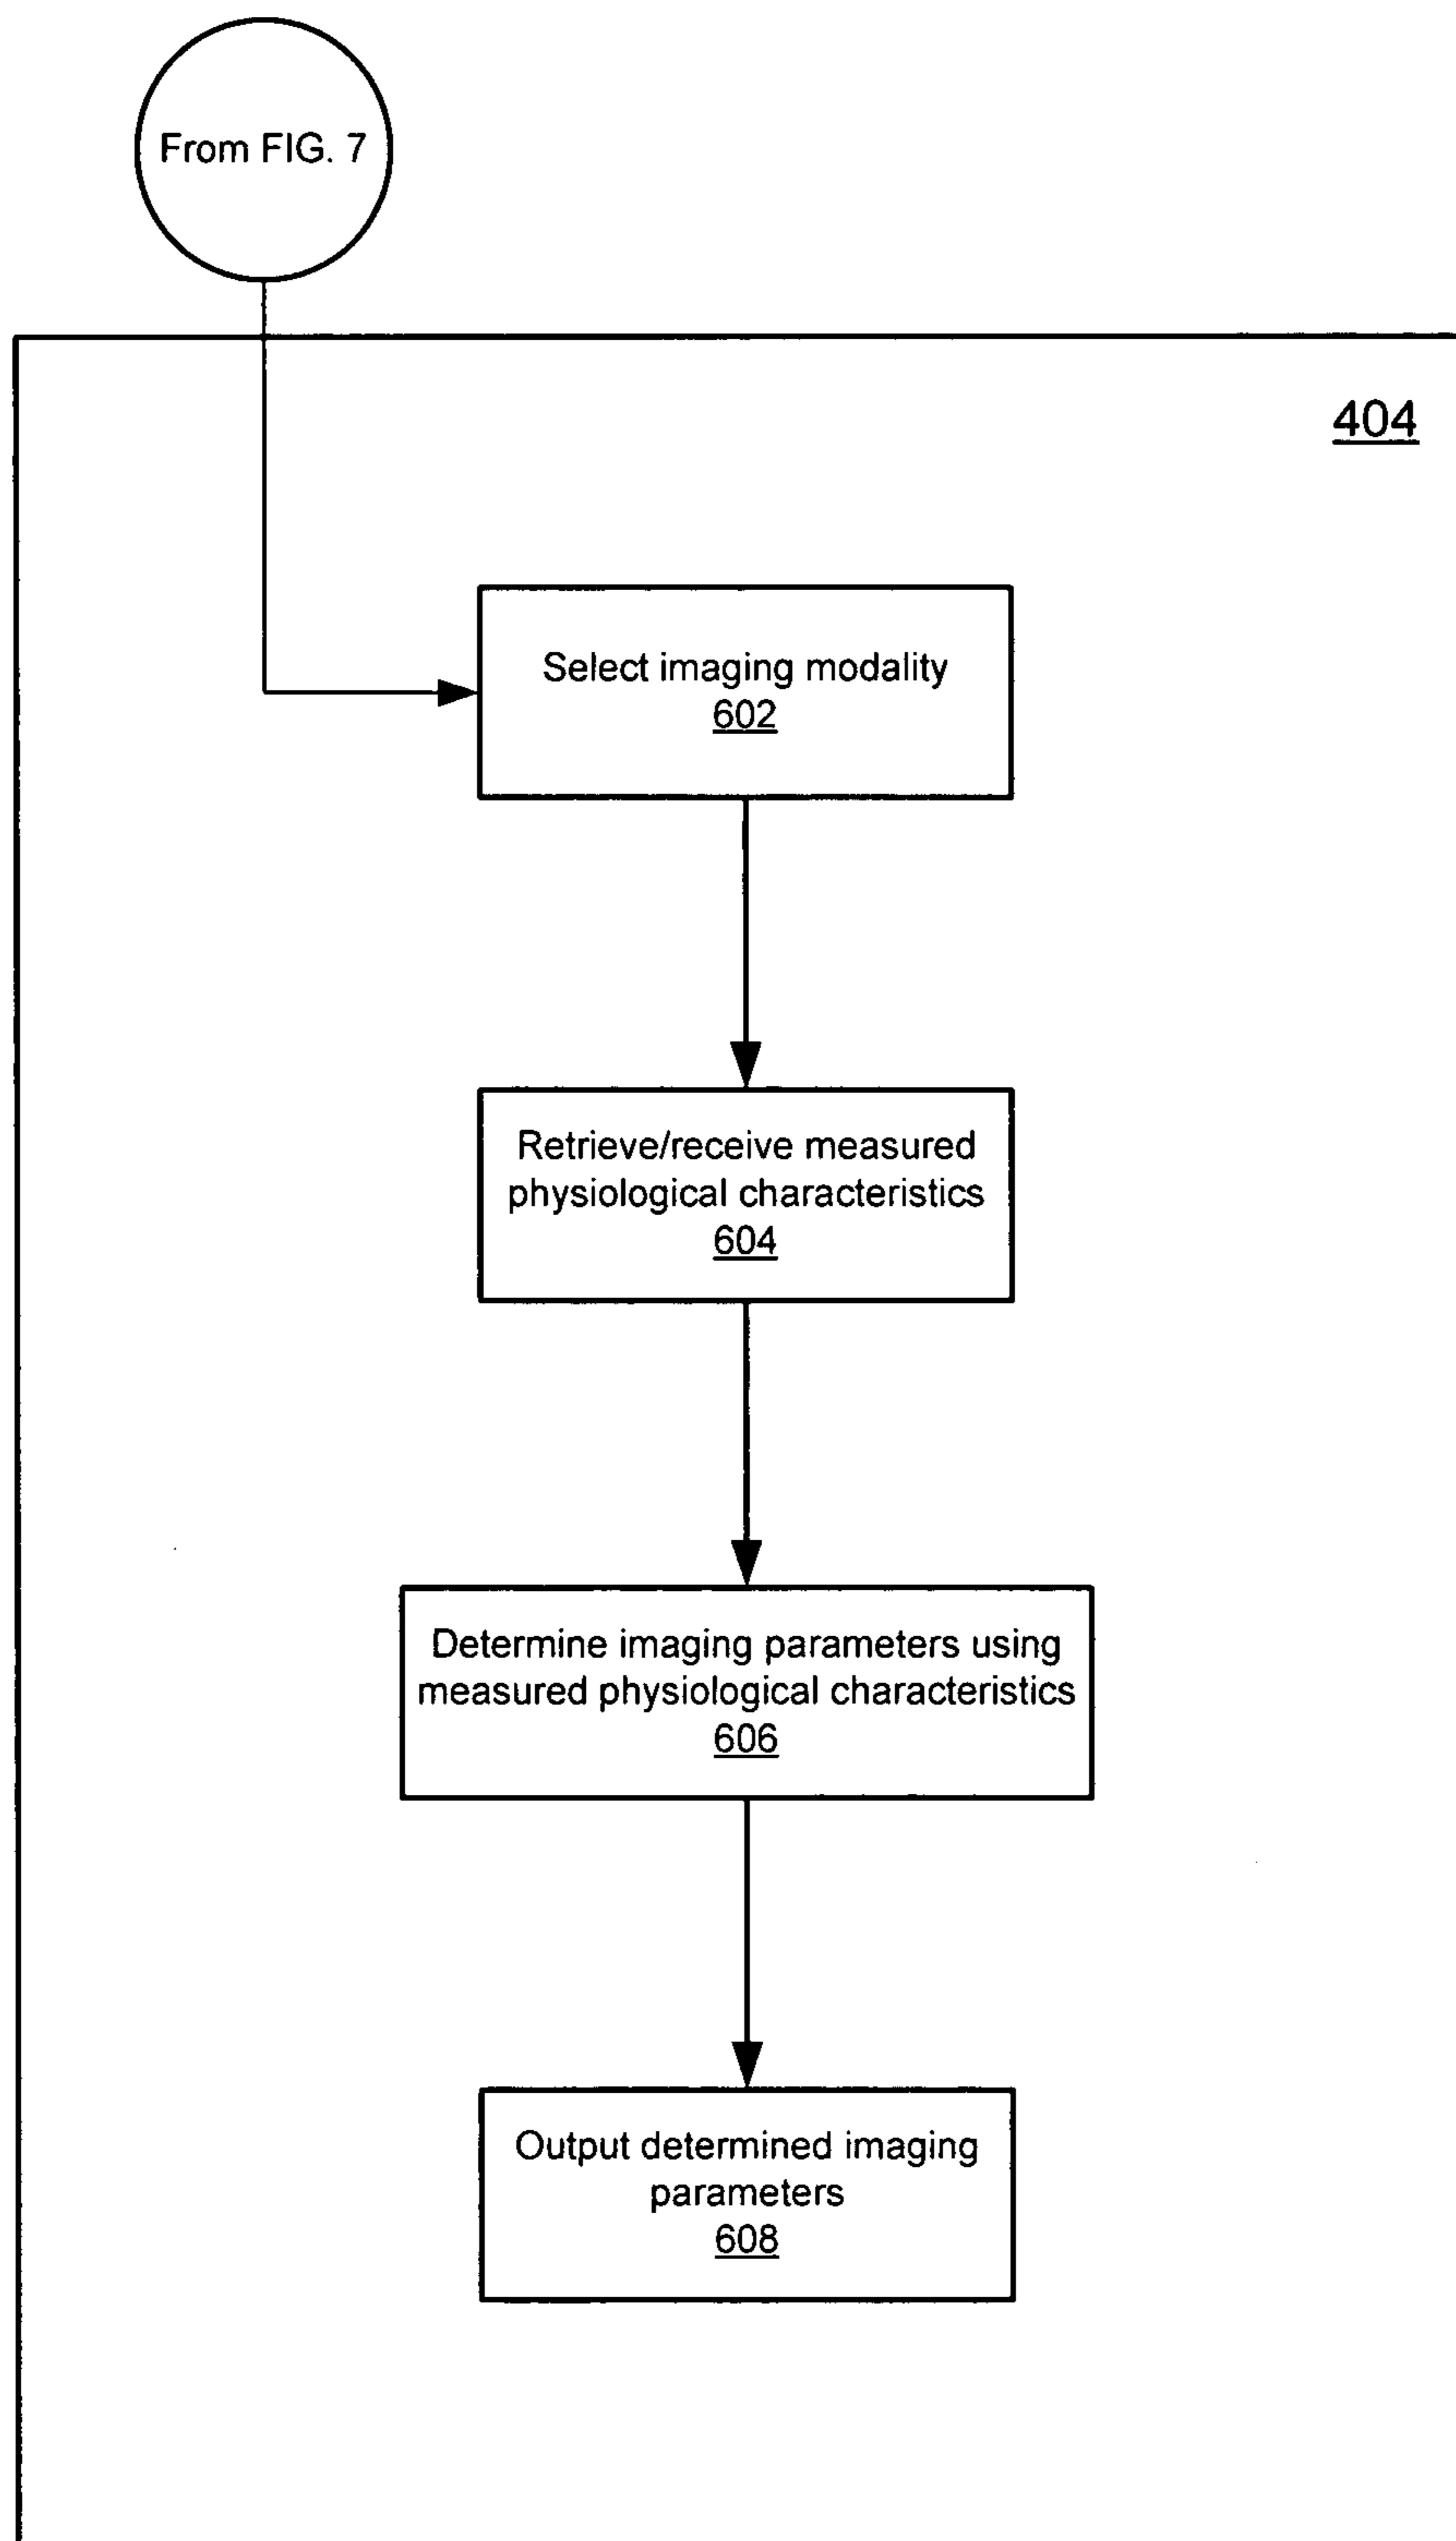 From FIG. 7
404
Select imaging modality
602
Retrieve/receive measured
physiological characteristics
604
Determine imaging parameters using
measured physiological characteristics
606
Output determined imaging
parameters
608